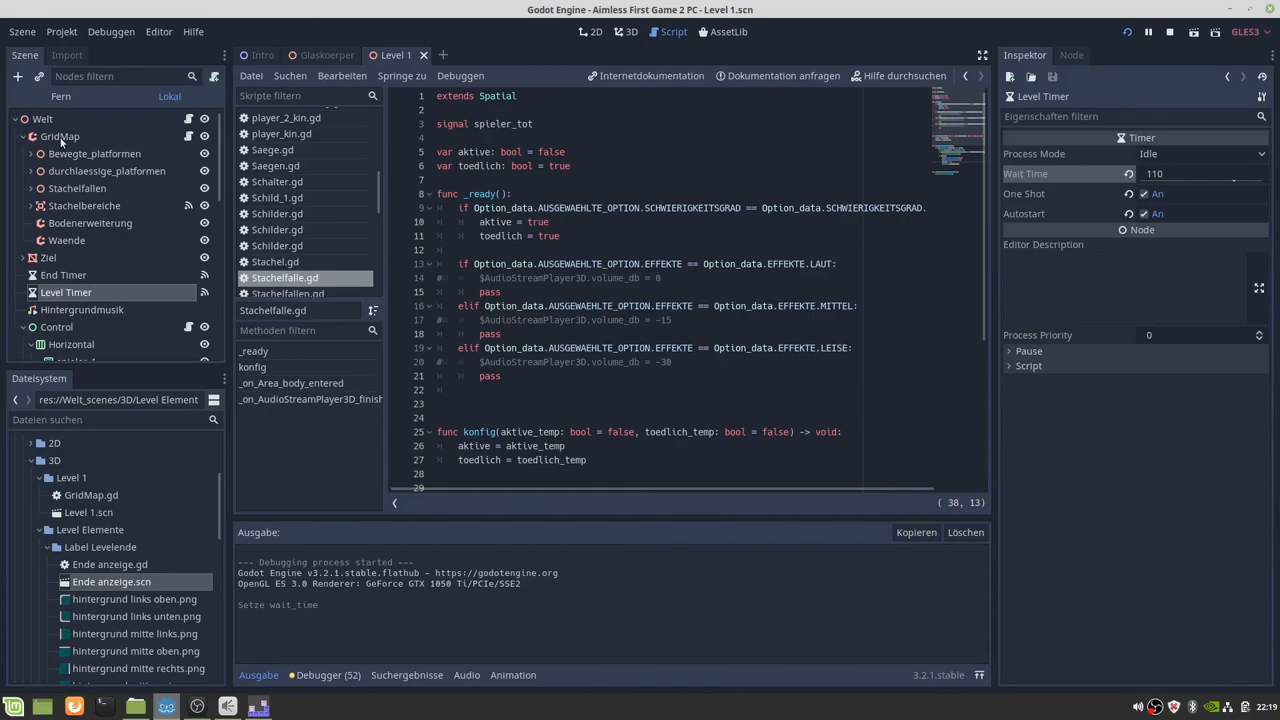 Godot Engine - Aimless First Game 2 PC - Level 1.scn
Szene Projekt Debuggen Editor Hilfe
2D 3D Script AssetLib
GLES3
Szene Import
Nodes filtern
Fern Lokal
Welt
GridMap
Bewegte_platformen
durchlaessige_platformen
Stachelfallen
Stachelbereiche
Bodenerweiterung
Waende
Ziel
End Timer
Level Timer
Hintergrundmusik
Control
Horizontal
Dateisystem
res://Welt_scenes/3D/Level Element
Dateien suchen
2D
3D
Level 1
GridMap.gd
Level 1.scn
Level Elemente
Label Levelende
Ende anzeige.gd
Ende anzeige.scn
hintergrund links oben.png
hintergrund links unten.png
hintergrund mitte links.png
hintergrund mitte oben.png
hintergrund mitte rechts.png
Intro Glaskoerper Level 1
Datei Suchen Bearbeiten Springe zu Debuggen
Internetdokumentation Dokumentation anfragen Hilfe durchsuchen
Skripte filtern
player_2_kin.gd
player_kin.gd
Saege.gd
Saegen.gd
Schalter.gd
Schild_1.gd
Schilder.gd
Schilder.gd
Schilder.gd
Stachel.gd
Stachelfalle.gd
Stachelfallen.gd
Stachelfalle.gd
Methoden filtern
_ready
konfig
_on_Area_body_entered
_on_AudioStreamPlayer3D_finish
1 extends Spatial
2
3 signal spieler_tot
4
5 var aktive: bool = false
6 var toedlich: bool = true
7
8 func _ready():
9 if Option_data.AUSGEWAEHLTE_OPTION.SCHWIERIGKEITSGRAD == Option_data.SCHWIERIGKEITSGRAD.
10 aktive = true
11 toedlich = true
12
13 if Option_data.AUSGEWAEHLTE_OPTION.EFFEKTE == Option_data.EFFEKTE.LAUT:
14 # $AudioStreamPlayer3D.volume_db = 0
15 pass
16 elif Option_data.AUSGEWAEHLTE_OPTION.EFFEKTE == Option_data.EFFEKTE.MITTEL:
17 # $AudioStreamPlayer3D.volume_db = -15
18 pass
19 elif Option_data.AUSGEWAEHLTE_OPTION.EFFEKTE == Option_data.EFFEKTE.LEISE:
20 # $AudioStreamPlayer3D.volume_db = -30
21 pass
22
23
24
25 func konfig(aktive_temp: bool = false, toedlich_temp: bool = false) -> void:
26 aktive = aktive_temp
27 toedlich = toedlich_temp
28
29
( 38, 13)
Ausgabe: Kopieren Löschen
--- Debugging process started ---
Godot Engine v3.2.1.stable.flathub - https://godotengine.org
OpenGL ES 3.0 Renderer: GeForce GTX 1050 Ti/PCIe/SSE2
Setze wait_time
Ausgabe Debugger (52) Suchergebnisse Audio Animation 3.2.1.stable
Inspektor Node
Level Timer
Eigenschaften filtern
Timer
Process Mode Idle
Wait Time 110
One Shot An
Autostart An
Node
Editor Description
Process Priority 0
Pause
Script
22:19